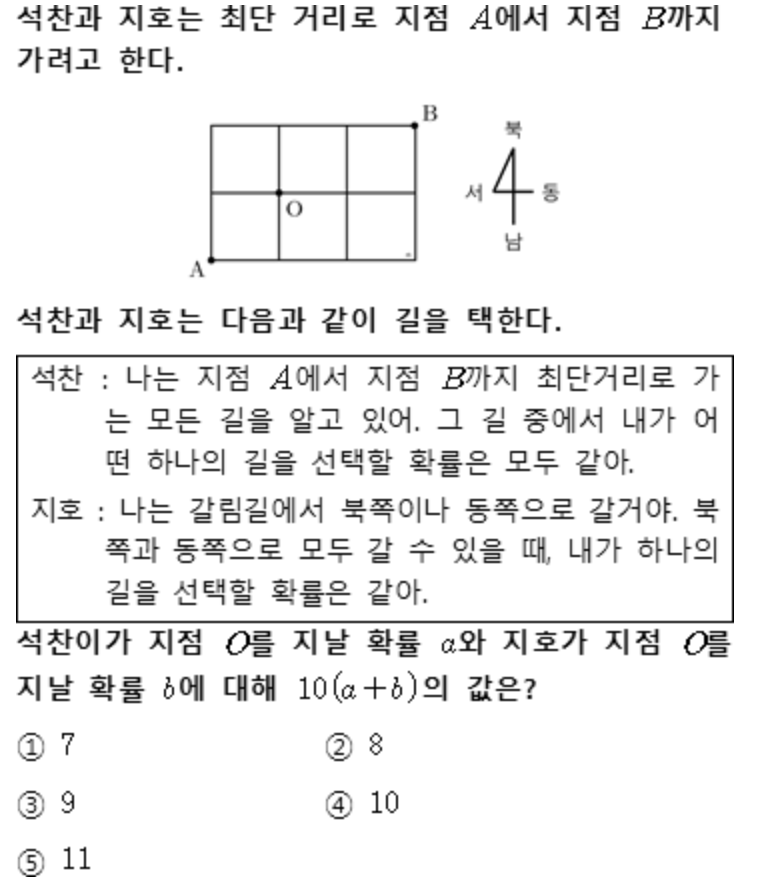 석찬과 지호는 최단 거리로 지점 A에서 지점 B까지
가려고 한다.
B
북
서
동
O
남
A
석찬과 지호는 다음과 같이 길을 택한다.
석찬 : 나는 지점 A에서 지점 B까지 최단거리로 가
는 모든 길을 알고 있어. 그 길 중에서 내가 어
떤 하나의 길을 선택할 확률은 모두 같아.
지호 : 나는 갈림길에서 북쪽이나 동쪽으로 갈거야. 북
쪽과 동쪽으로 모두 갈 수 있을 때, 내가 하나의
길을 선택할 확률은 같아.
석찬이가 지점 O를 지날 확률 a와 지호가 지점 O를
지날 확률 b에 대해 10(a+b)의 값은?
① 7 ② 8
③ 9 ④ 10
⑤ 11